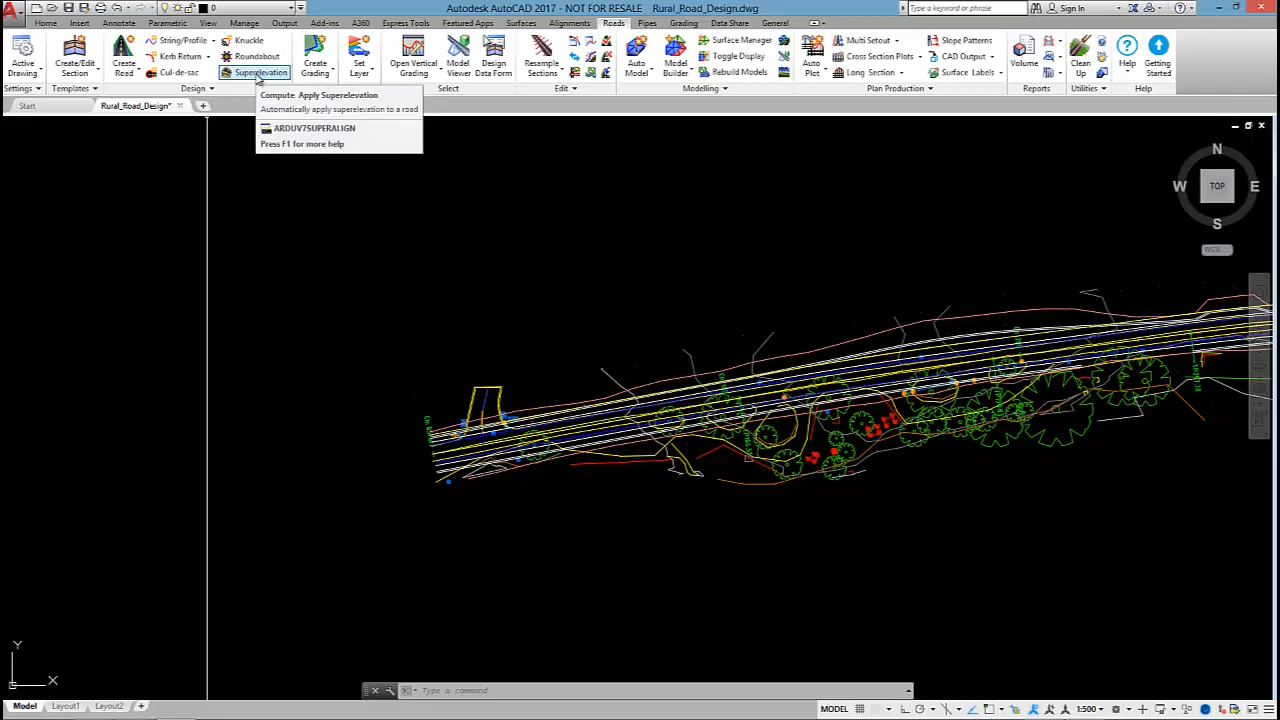 0
Autodesk AutoCAD 2017 - NOT FOR RESALE Rural_Road_Design.dwg
Type a keyword or phrase
Sign In
Home Insert Annotate Parametric View Manage Output Add-ins A360 Express Tools Featured Apps Surfaces Alignments Roads Pipes Grading Data Share General
Active Drawing
Create/Edit Section
Create Road
String/Profile
Kerb Return
Cul-de-sac
Knuckle
Roundabout
Superelevation
Create Grading
Set Layer
Open Vertical Grading
Model Viewer
Design Data Form
Resample Sections
Auto Model
Model Builder
Surface Manager
Toggle Display
Rebuild Models
Auto Plot
Multi Setout
Cross Section Plots
Long Section
Slope Patterns
CAD Output
Surface Labels
Volume
Clean Up
Help
Getting Started
Settings Templates Design Select Edit Modelling Plan Production Reports Utilities Help
Start Rural_Road_Design*
Compute Apply Superelevation
Automatically apply superelevation to a road
ARDUV7SUPERALIGN
Press F1 for more help
N
W TOP E
S
WCS
Y
X
Type a command
Model Layout1 Layout2
MODEL 1:500